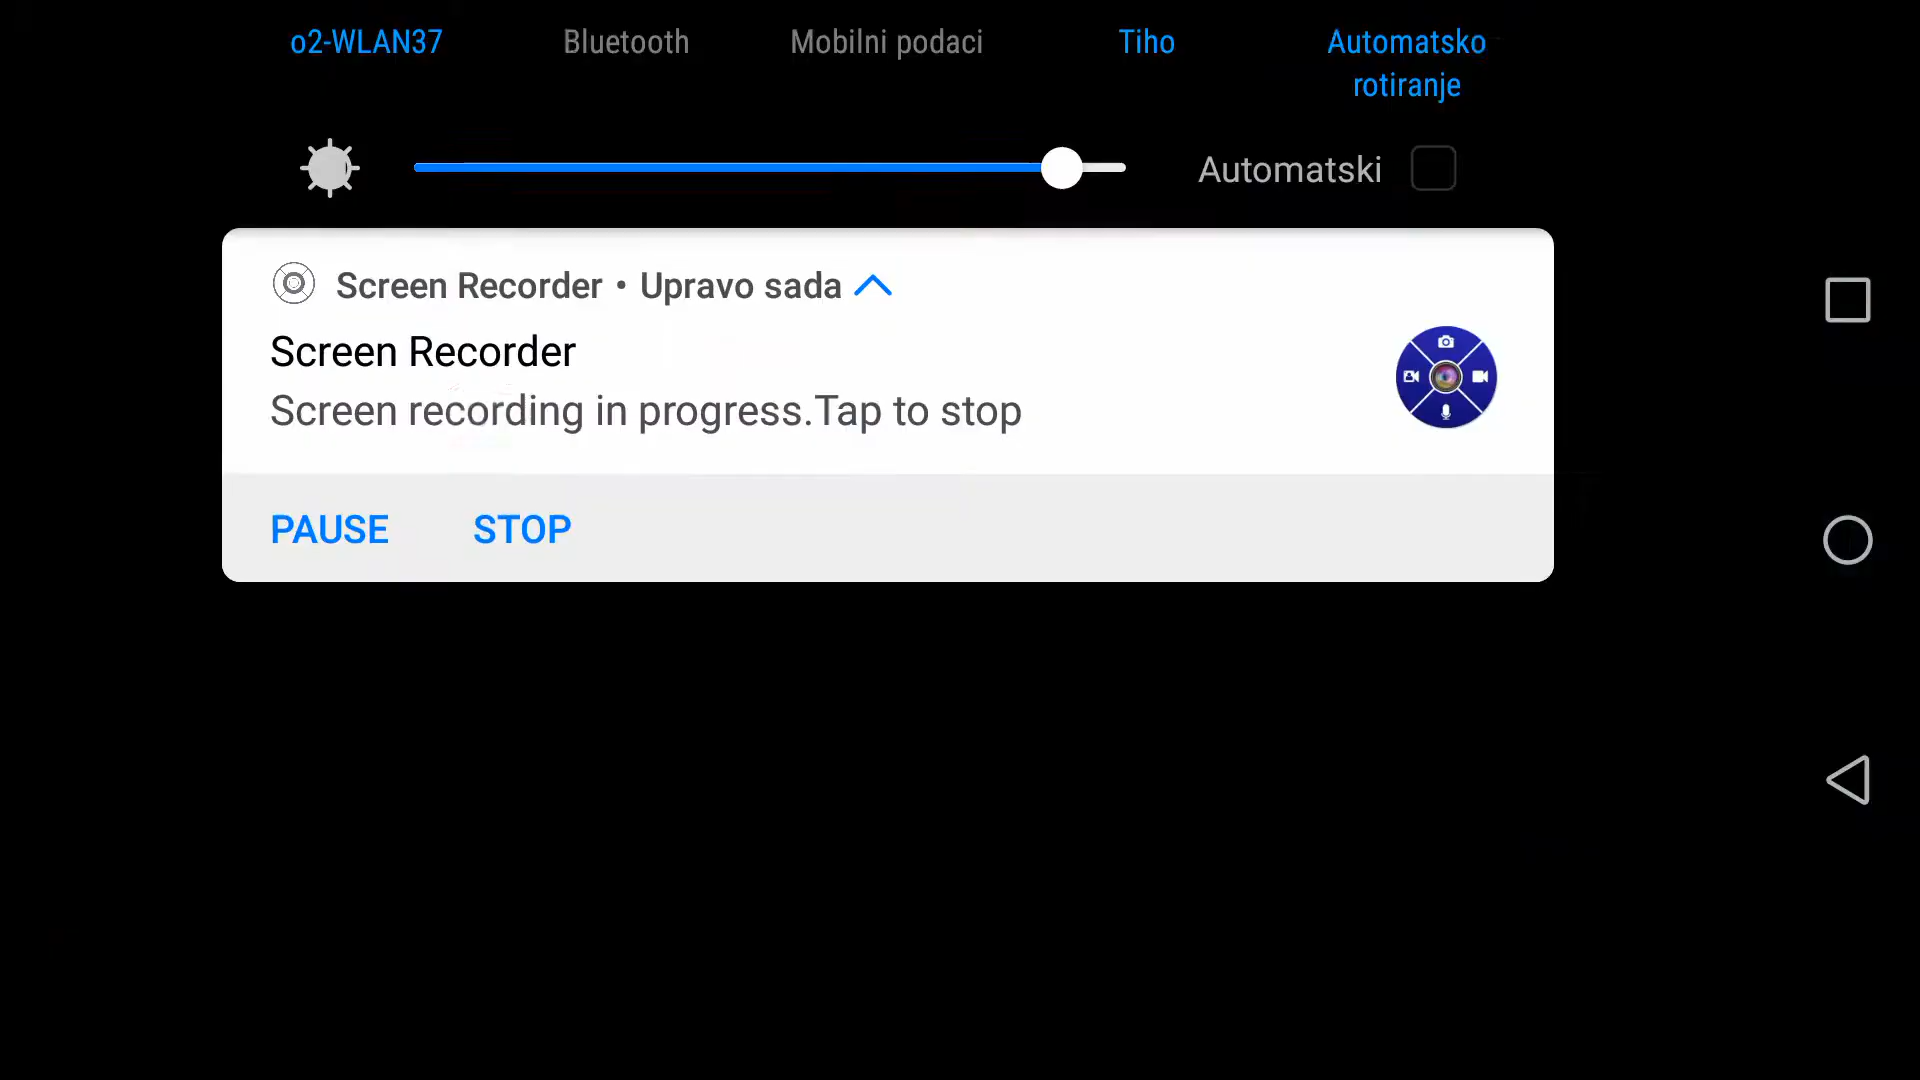 o2-WLAN37 Bluetooth Mobilni podaci Tiho Automatsko
rotiranje
Automatski
Screen Recorder • Upravo sada
Screen Recorder
Screen recording in progress.Tap to stop
PAUSE STOP